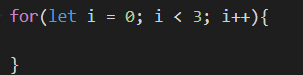 for(let i = 0; i < 3; i++){
}